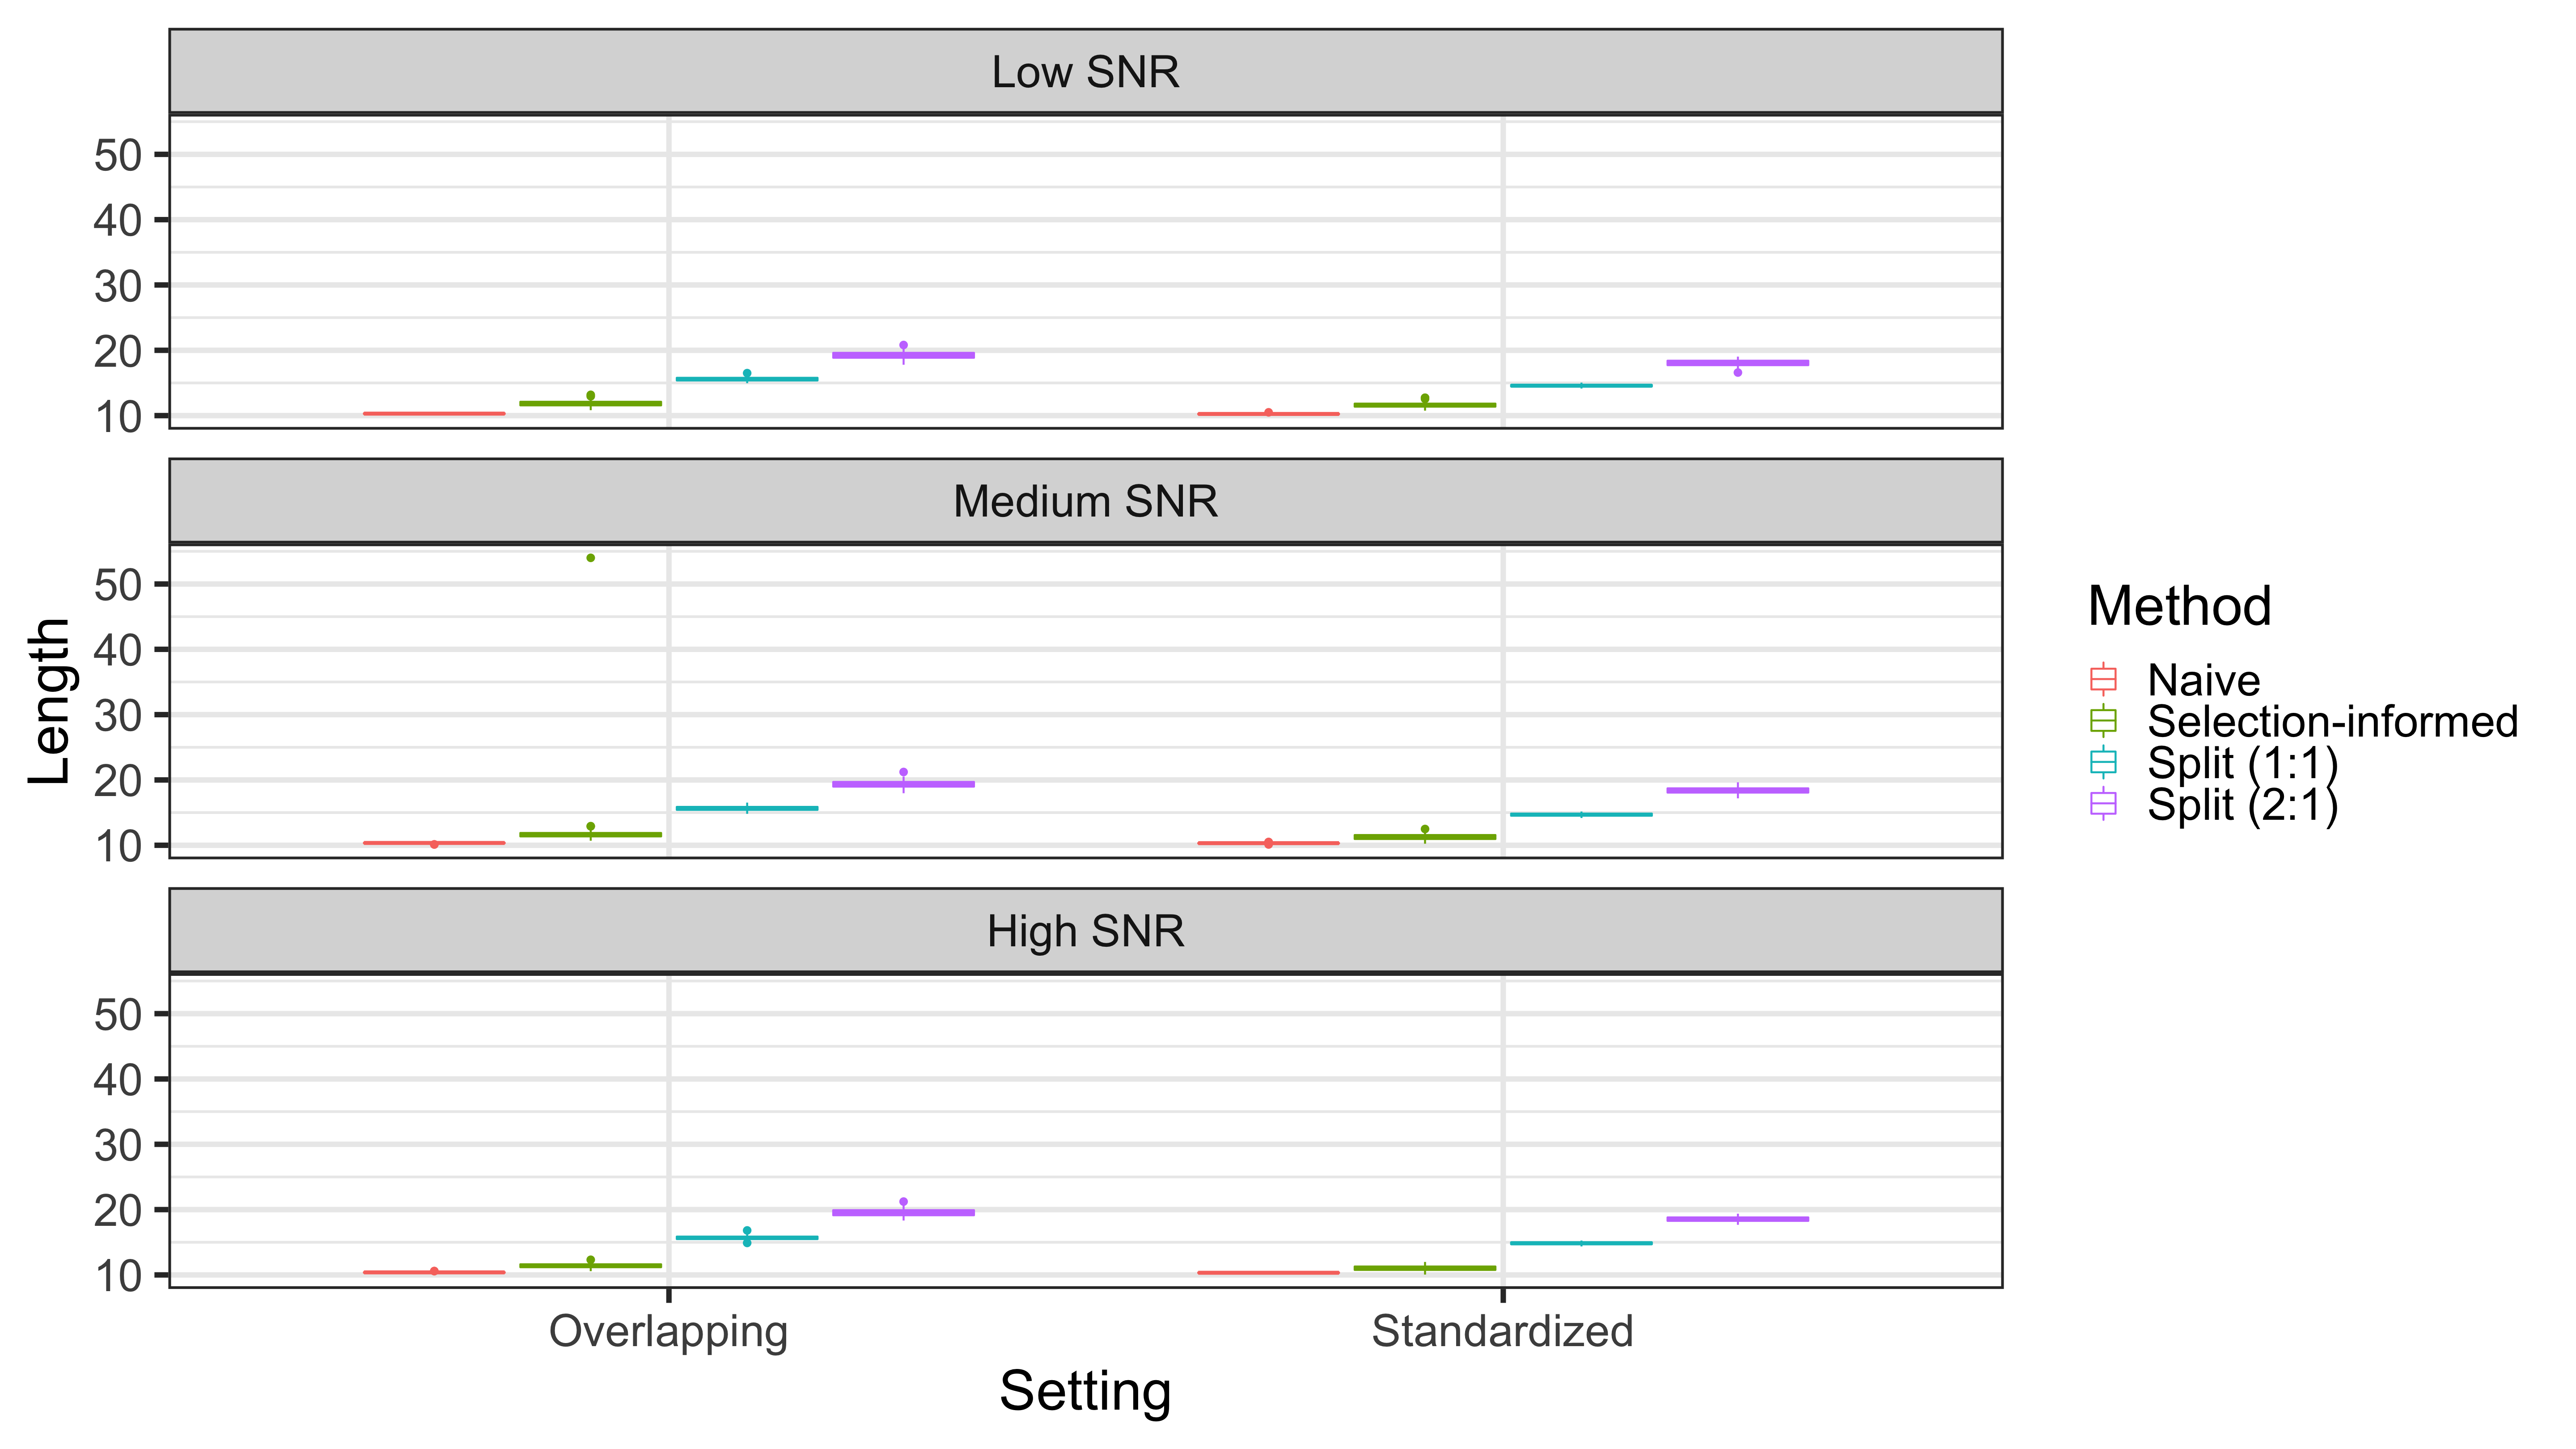 Low SNR
50
40
30
20
10
Medium SNR
50
40
30
20
10
High SNR
50
40
30
20
10
Length
Overlapping
Standardized
Setting
Method
Naive
Selection-informed
Split (1:1)
Split (2:1)